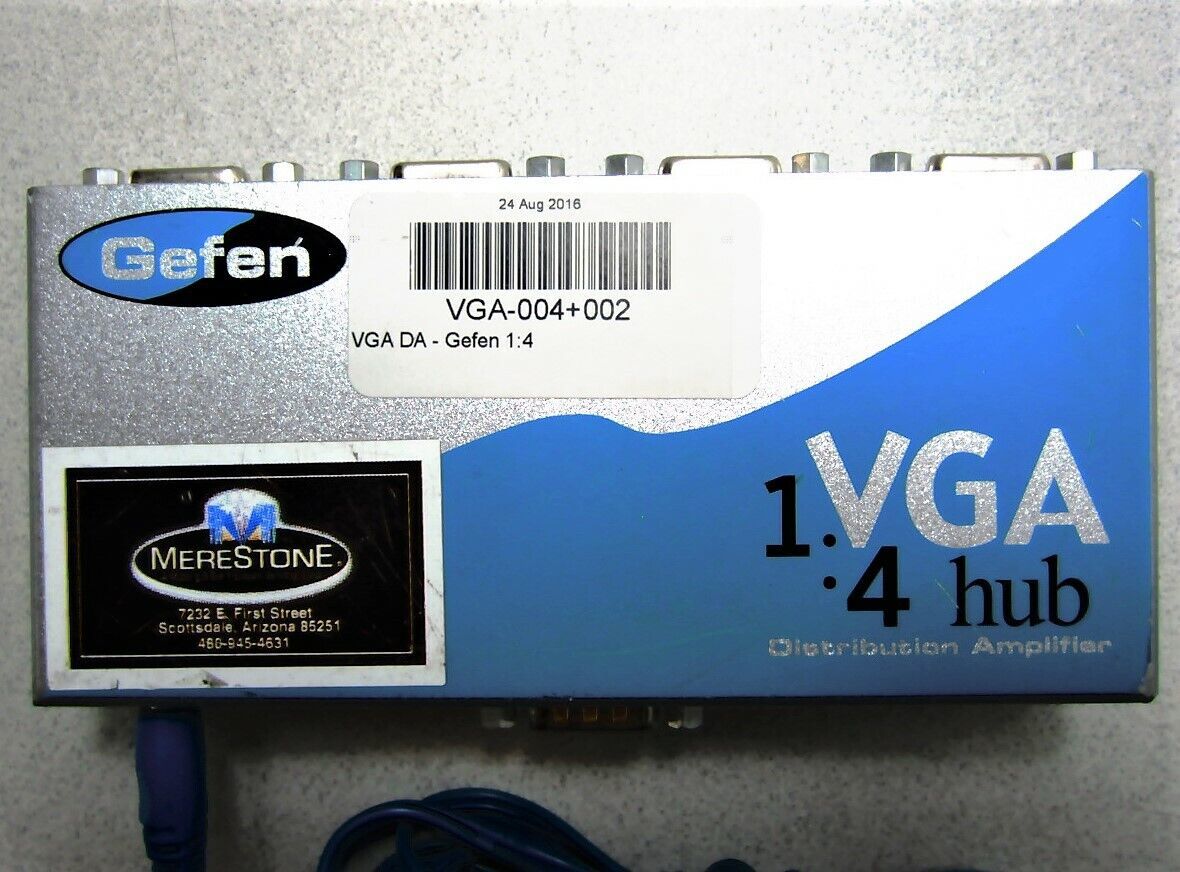 Gefen
24 Aug 2016
VGA-004+002
VGA DA - Gefen 1:4
MERESTONE
7232 E. First Street
Scottsdale, Arizona 85251
480-945-4631
1:VGA
:4 hub
Distribution Amplifier